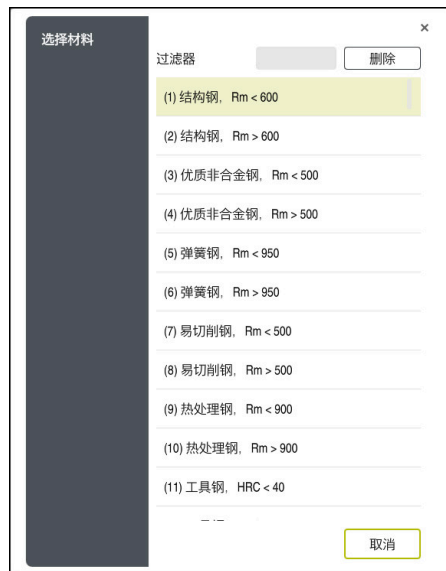 选择材料
×
过滤器 删除
(1) 结构钢, Rm < 600
(2) 结构钢, Rm > 600
(3) 优质非合金钢, Rm < 500
(4) 优质非合金钢, Rm > 500
(5) 弹簧钢, Rm < 950
(6) 弹簧钢, Rm > 950
(7) 易切削钢, Rm < 500
(8) 易切削钢, Rm > 500
(9) 热处理钢, Rm < 900
(10) 热处理钢, Rm > 900
(11) 工具钢, HRC < 40
取消